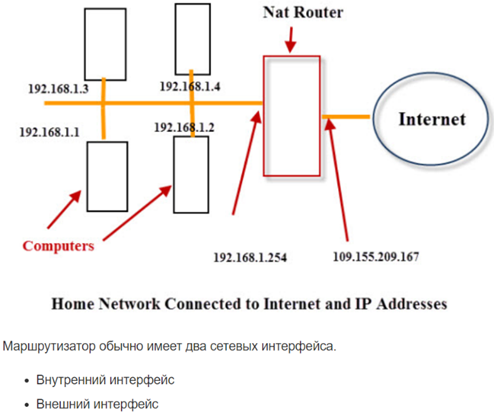 Nat Router
192.168.1.3
192.168.1.4
192.168.1.1
192.168.1.2
Internet
Computers
192.168.1.254
109.155.209.167
Home Network Connected to Internet and IP Addresses
Маршрутизатор обычно имеет два сетевых интерфейса.
• Внутренний интерфейс
• Внешний интерфейс